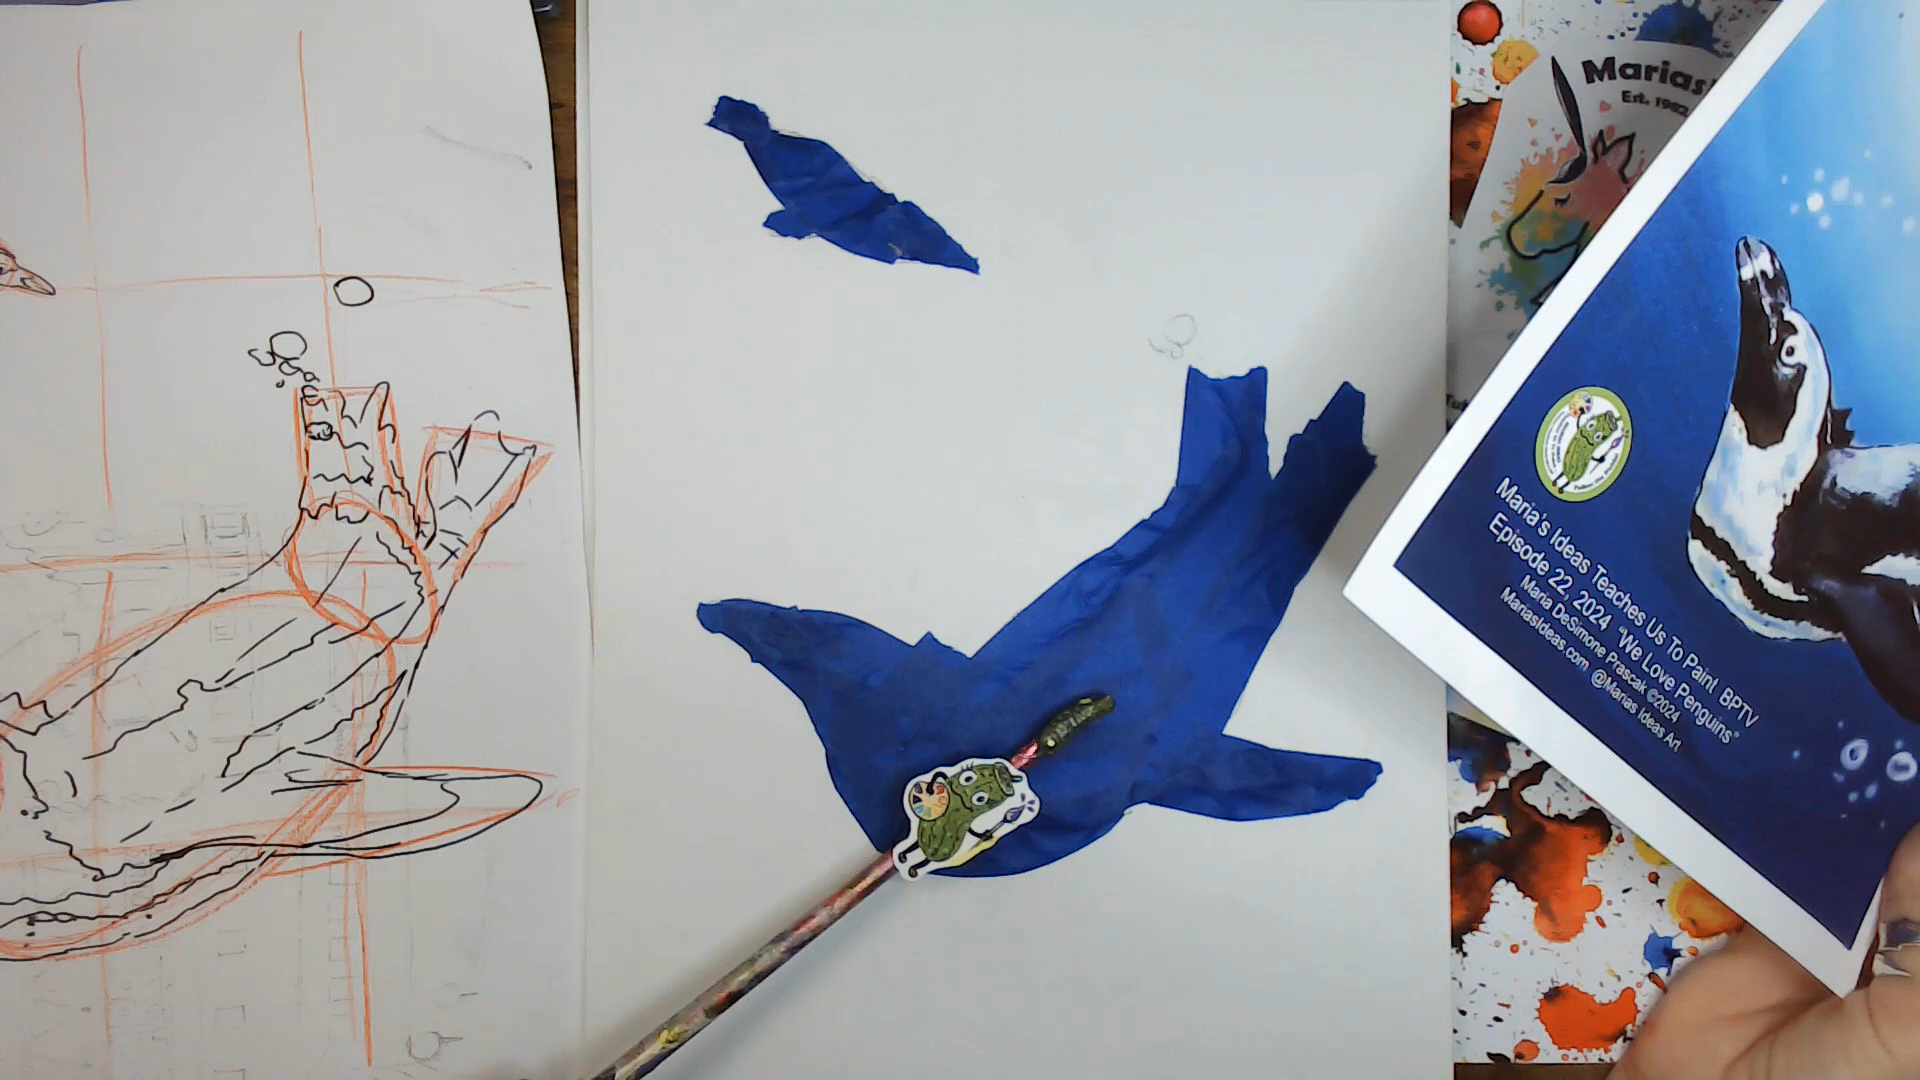 Marias'
Est. 1982
Maria's Ideas Teaches Us To Paint BPTV
Episode 22, 2024 "We Love Penguins"
Maria DeSimone Prascak ©2024
MariasIdeas.com @Marias Ideas Art